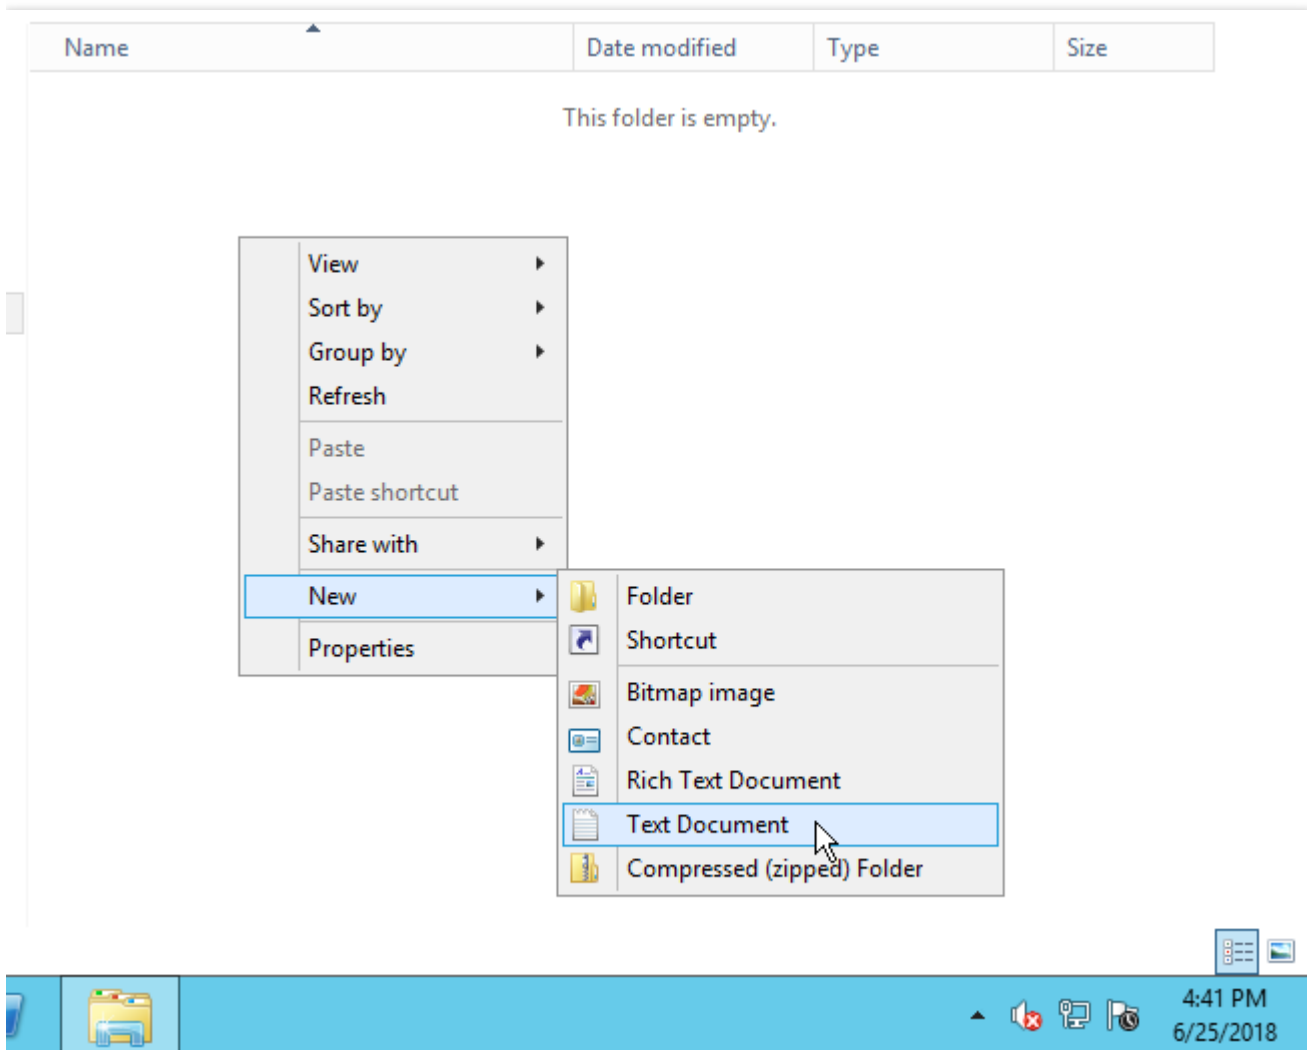 Name Date modified Type Size
This folder is empty.
View
Sort by
Group by
Refresh
Paste
Paste shortcut
Share with
New
Properties
Folder
Shortcut
Bitmap image
Contact
Rich Text Document
Text Document
Compressed (zipped) Folder
4:41 PM
6/25/2018